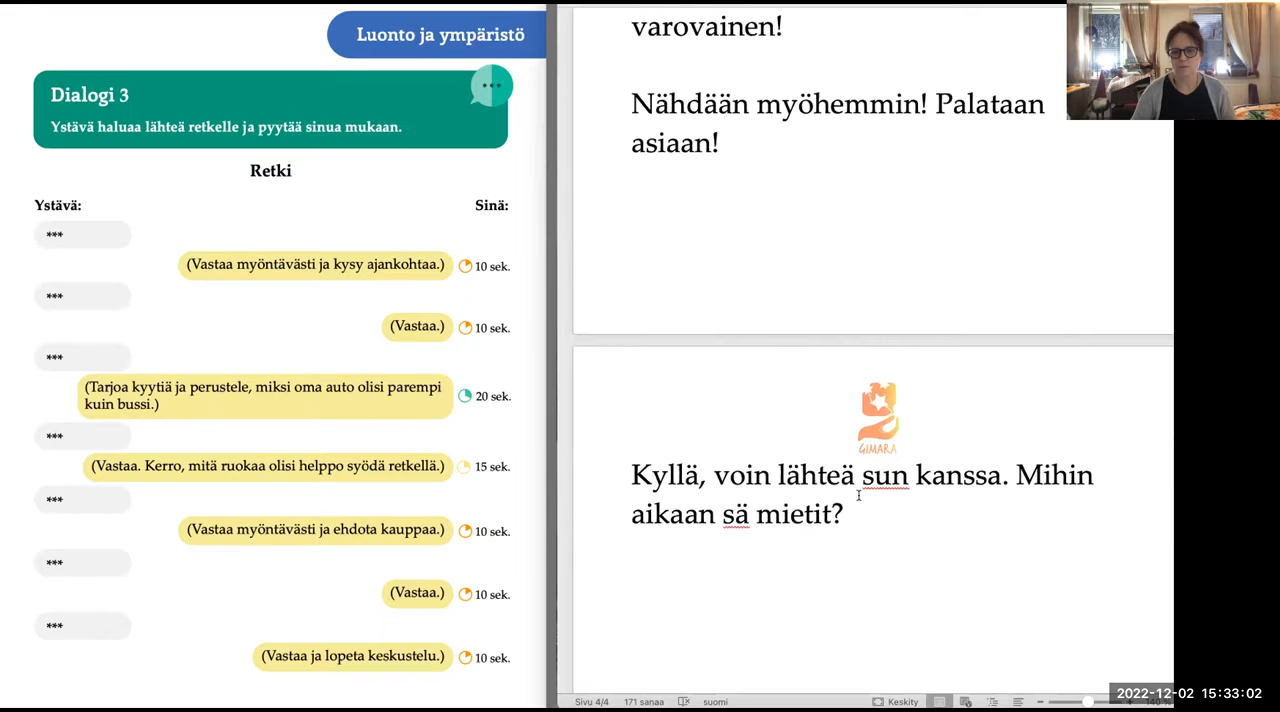 Luonto ja ympäristö
Dialogi 3
Ystävä haluaa lähteä retkelle ja pyytää sinua mukaan.
Retki
Ystävä:
Sinä:
***
(Vastaa myöntävästi ja kysy ajankohtaa.)
10 sek.
***
(Vastaa.)
10 sek.
***
(Tarjoa kyytiä ja perustele, miksi oma auto olisi parempi
kuin bussi.)
20 sek.
***
(Vastaa. Kerro, mitä ruokaa olisi helppo syödä retkellä.)
15 sek.
***
(Vastaa myöntävästi ja ehdota kauppaa.)
10 sek.
***
(Vastaa.)
10 sek.
***
(Vastaa ja lopeta keskustelu.)
10 sek.
varovainen!
Nähdään myöhemmin! Palataan
asiaan!
GIMARA
Kyllä, voin lähteä sun kanssa. Mihin
aikaan sä mietit?
Sivu 4/4
171 sanaa
suomi
Keskity
2022-12-02 15:33:02